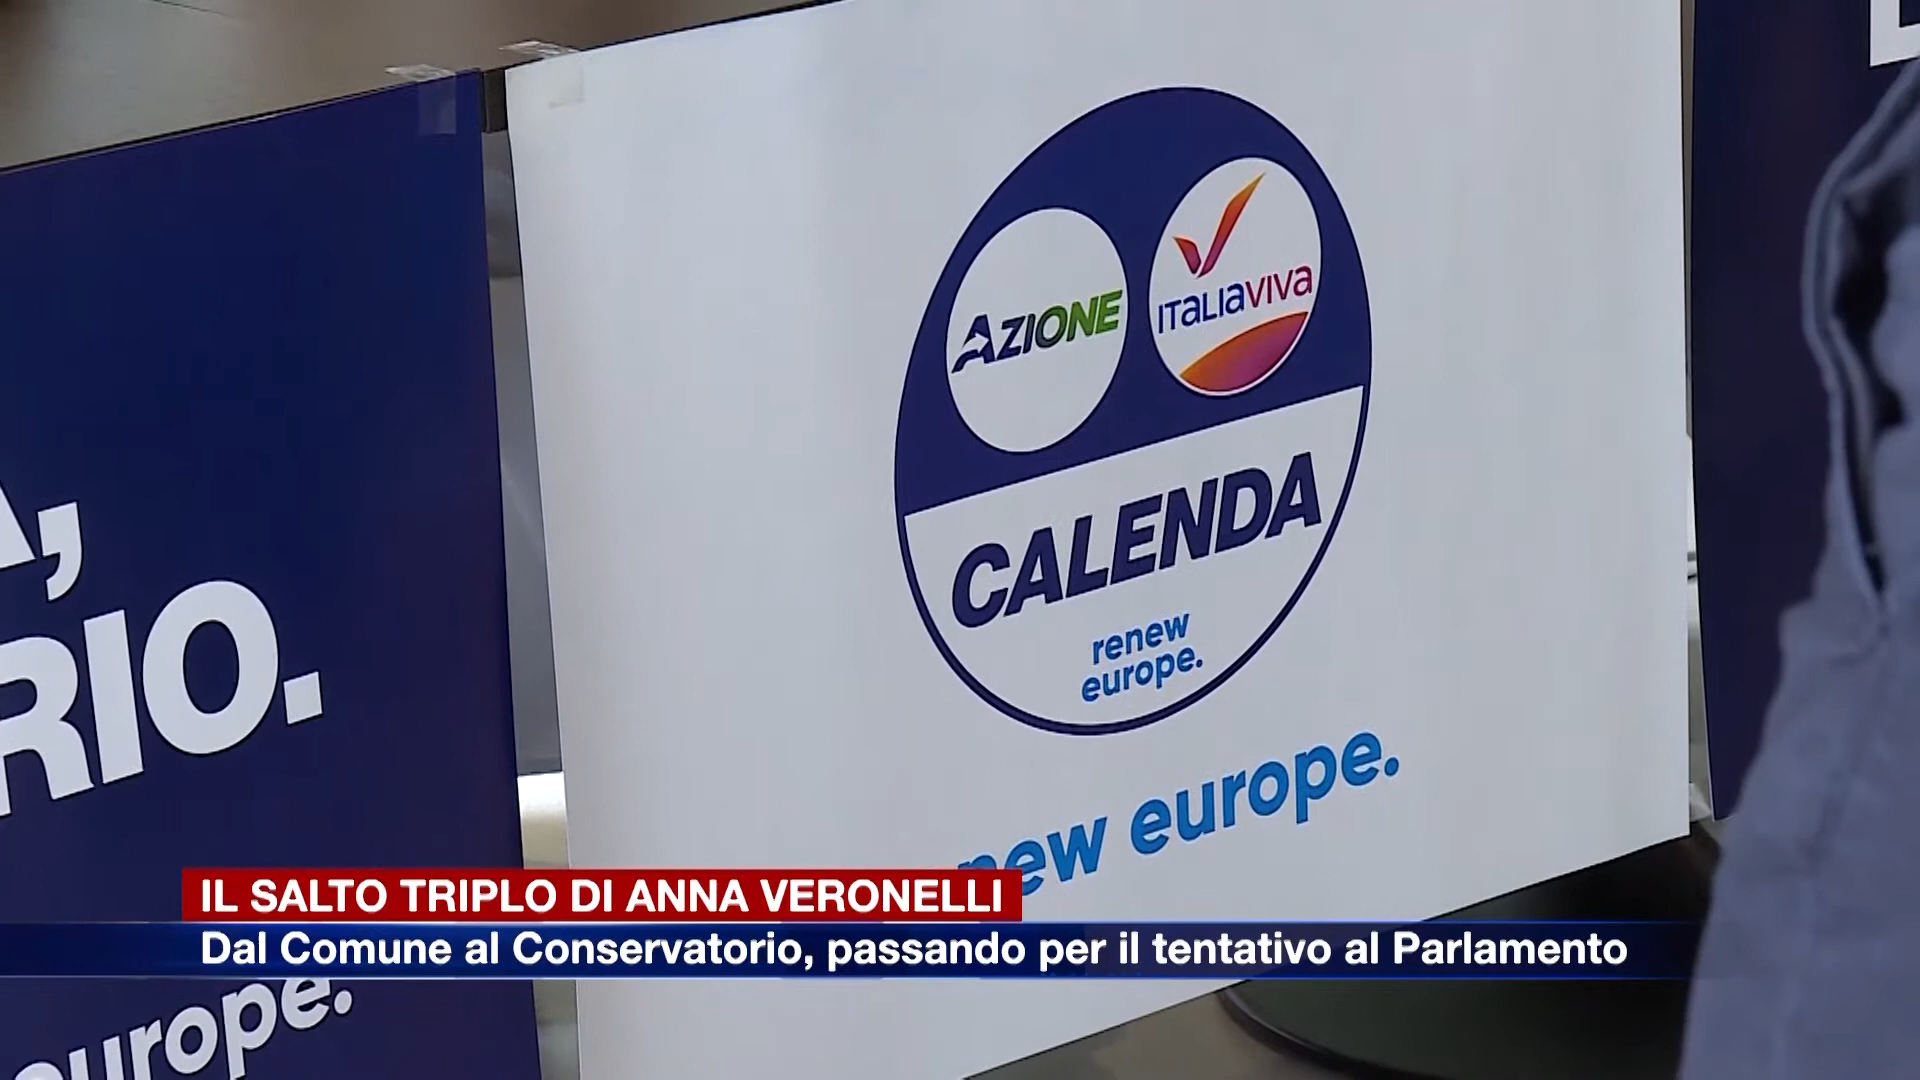 AZIONE
ITALIAVIVA
CALENDA
renew
europe.
new europe.
A,
RIO.
europe.
IL SALTO TRIPLO DI ANNA VERONELLI
Dal Comune al Conservatorio, passando per il tentativo al Parlamento